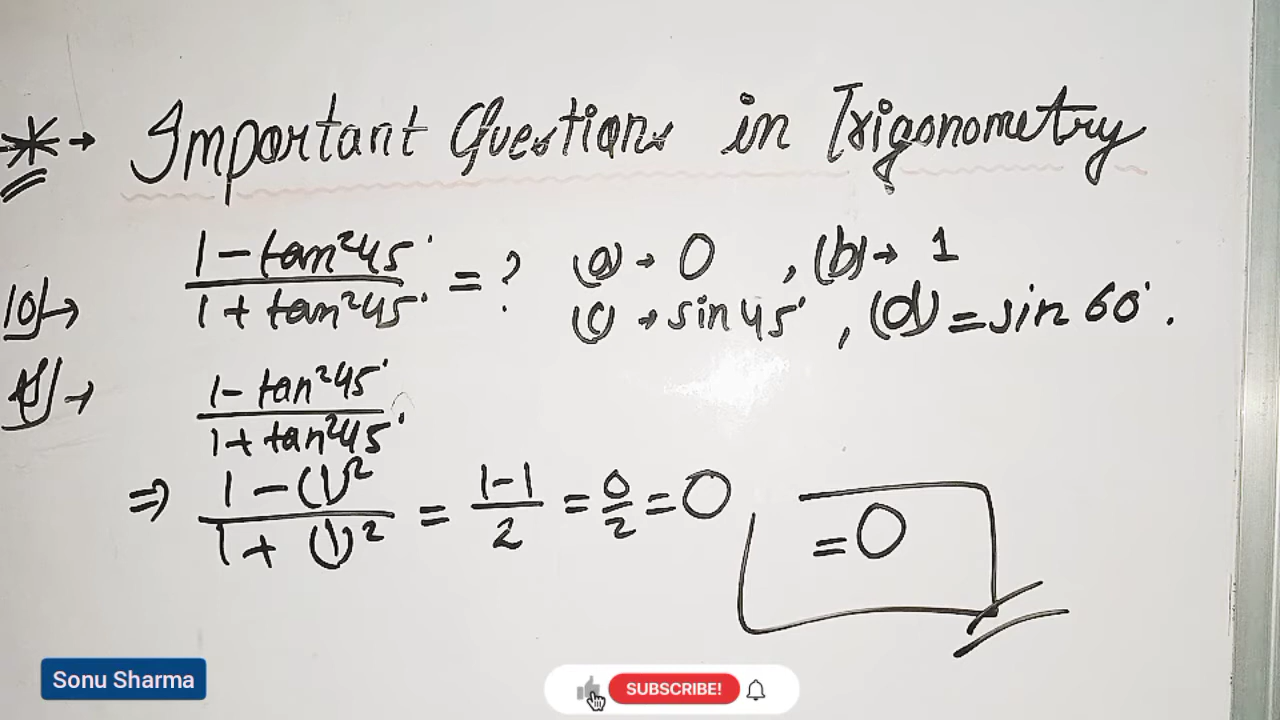 * → Important Questions in Trigonometry
10) → (1 - tan²45°)/(1 + tan²45°) = ? (a) → 0 , (b) → 1
(c) → sin 45° , (d) = sin 60° .
→ (1 - tan²45°)/(1 + tan²45°)
⇒ (1 - (1)²)/(1 + (1)²) = (1-1)/2 = 0/2 = 0
= 0
Sonu Sharma
SUBSCRIBE!